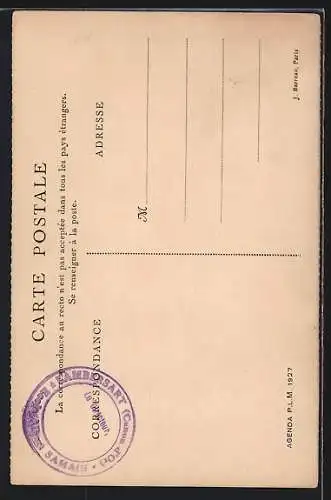 CARTE POSTALE
La correspondance au recto n'est pas acceptée dans tous les pays étrangers.
Se renseigner à la poste.
CORRESPONDANCE
ADRESSE
M
J. Barreau, Paris
AGENDA P.L.M. 1927
SAMAIN